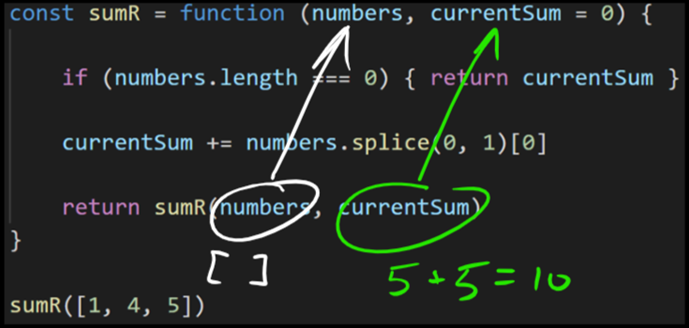 const sumR = function (numbers, currentSum = 0) {
if (numbers.length === 0) { return currentSum }
currentSum += numbers.splice(0, 1)[0]
return sumR(numbers, currentSum)
}
[ ] 5+5=10
sumR([1, 4, 5])